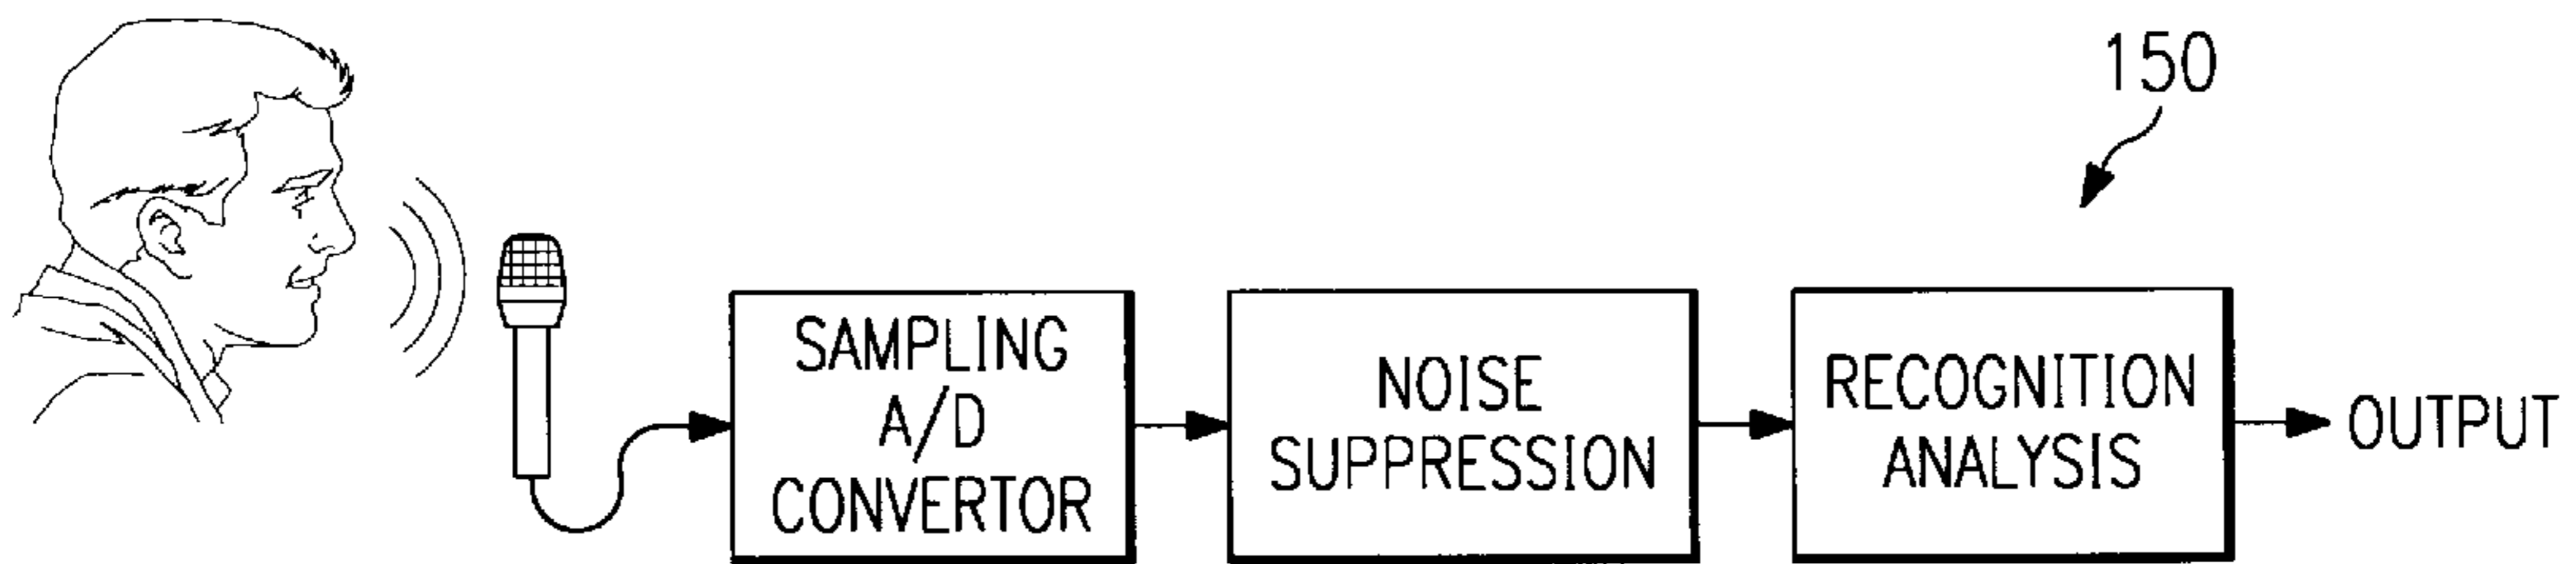 150
SAMPLING
A/D
CONVERTOR
NOISE
SUPPRESSION
RECOGNITION
ANALYSIS
OUTPUT